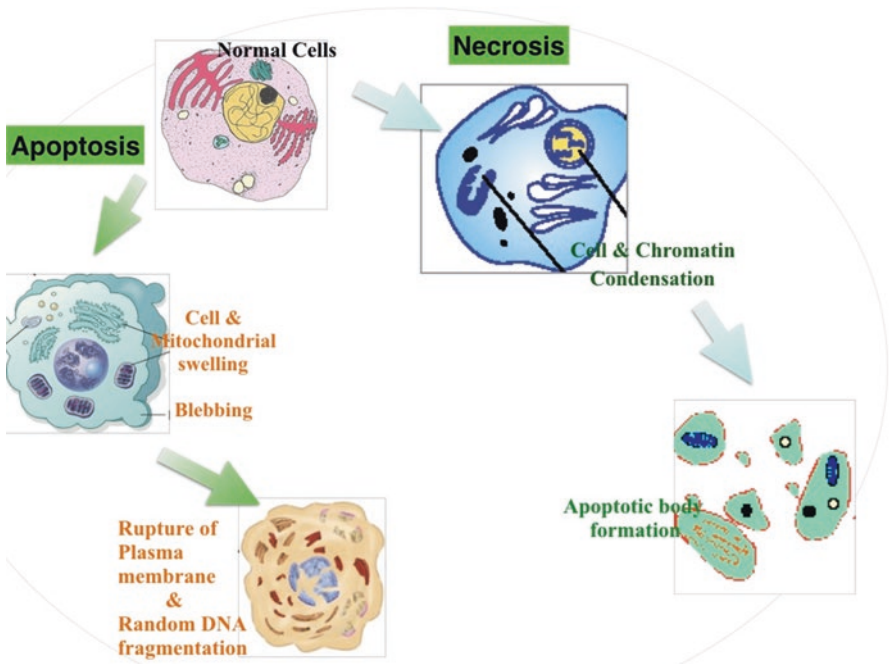 Normal Cells
Necrosis
Apoptosis
Cell & Chromatin
Condensation
Cell &
Mitochondrial
swelling
Blebbing
Apoptotic body
formation
Rupture of
Plasma
membrane
&
Random DNA
fragmentation